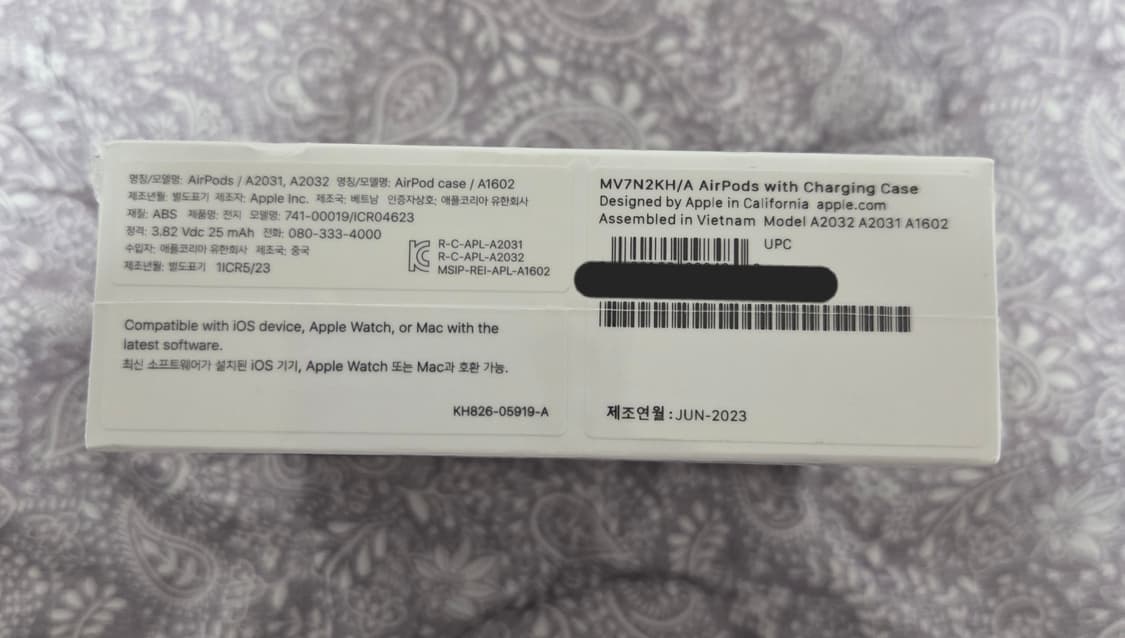 명칭/모델명: AirPods / A2031, A2032 명칭/모델명: AirPod case / A1602
제조년월: 별도표기 제조자: Apple Inc. 제조국: 베트남 인증자상호: 애플코리아 유한회사
재질: ABS 제품명: 전지 모델명: 741-00019/ICR04623
정격: 3.82 Vdc 25 mAh 전화: 080-333-4000
수입자: 애플코리아 유한회사 제조국: 중국
제조년월: 별도표기 1ICR5/23
R-C-APL-A2031
R-C-APL-A2032
MSIP-REI-APL-A1602
Compatible with iOS device, Apple Watch, or Mac with the
latest software.
최신 소프트웨어가 설치된 iOS 기기, Apple Watch 또는 Mac과 호환 가능.
KH826-05919-A
MV7N2KH/A AirPods with Charging Case
Designed by Apple in California apple.com
Assembled in Vietnam Model A2032 A2031 A1602
UPC
제조연월:JUN-2023